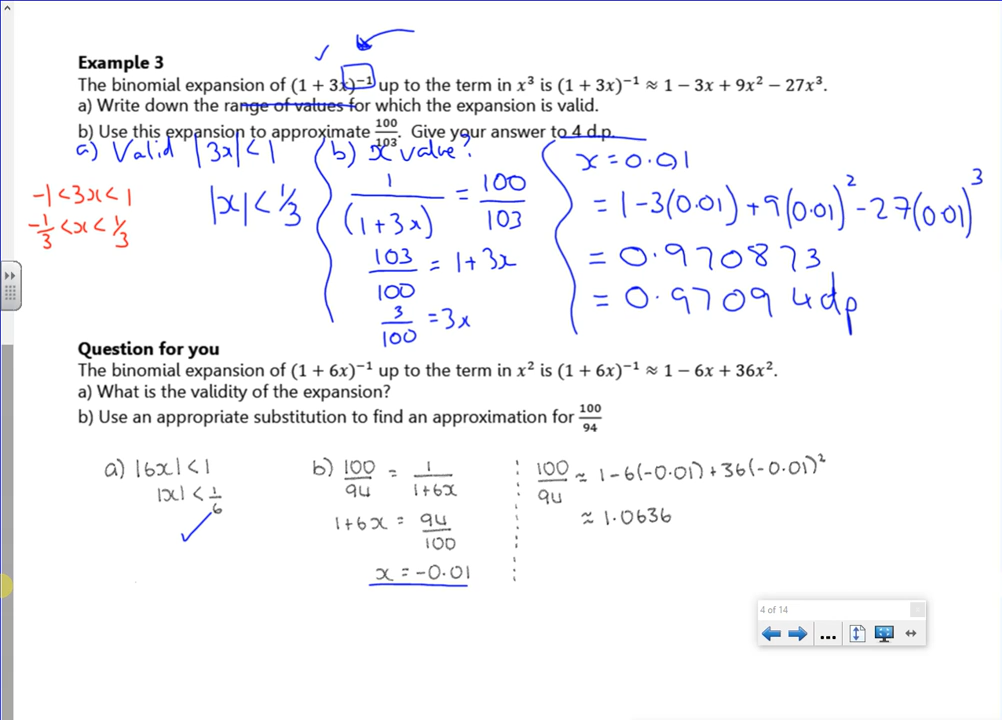 Example 3
The binomial expansion of (1 + 3x)⁻¹ up to the term in x³ is (1 + 3x)⁻¹ ≈ 1 − 3x + 9x² − 27x³.
a) Write down the range of values for which the expansion is valid.
b) Use this expansion to approximate 100/103. Give your answer to 4 d.p.
a) Valid |3x| < 1
|x| < 1/3
-1 < 3x < 1
-1/3 < x < 1/3
b) x value?
1/(1+3x) = 100/103
103/100 = 1+3x
3/100 = 3x
x = 0.01
= 1-3(0.01) + 9(0.01)² - 27(0.01)³
= 0.970873
= 0.9709 4dp
Question for you
The binomial expansion of (1 + 6x)⁻¹ up to the term in x² is (1 + 6x)⁻¹ ≈ 1 − 6x + 36x².
a) What is the validity of the expansion?
b) Use an appropriate substitution to find an approximation for 100/94
a) |6x| < 1
|x| < 1/6
b) 100/94 = 1/(1+6x)
1+6x = 94/100
x = -0.01
100/94 ≈ 1-6(-0.01)+36(-0.01)²
≈ 1.0636
4 of 14